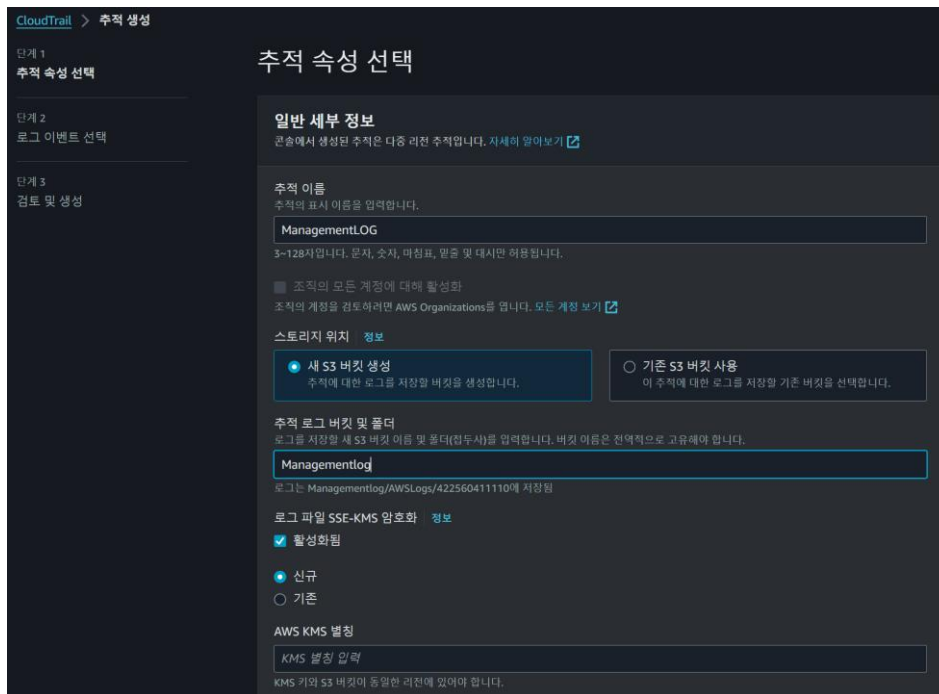 CloudTrail > 추적 생성
단계 1
추적 속성 선택
단계 2
로그 이벤트 선택
단계 3
검토 및 생성
추적 속성 선택
일반 세부 정보
콘솔에서 생성된 추적은 다중 리전 추적입니다. 자세히 알아보기
추적 이름
추적의 표시 이름을 입력합니다.
ManagementLOG
3~128자입니다. 문자, 숫자, 마침표, 밑줄 및 대시만 허용됩니다.
조직의 모든 계정에 대해 활성화
조직의 계정을 검토하려면 AWS Organizations를 엽니다. 모든 계정 보기
스토리지 위치 정보
새 S3 버킷 생성
추적에 대한 로그를 저장할 버킷을 생성합니다.
기존 S3 버킷 사용
이 추적에 대한 로그를 저장할 기존 버킷을 선택합니다.
추적 로그 버킷 및 폴더
로그를 저장할 새 S3 버킷 이름 및 폴더(접두사)를 입력합니다. 버킷 이름은 전역적으로 고유해야 합니다.
Managementlog
로그는 Managementlog/AWSLogs/422560411110에 저장됨
로그 파일 SSE-KMS 암호화 정보
활성화됨
신규
기존
AWS KMS 별칭
KMS 별칭 입력
KMS 키와 S3 버킷이 동일한 리전에 있어야 합니다.